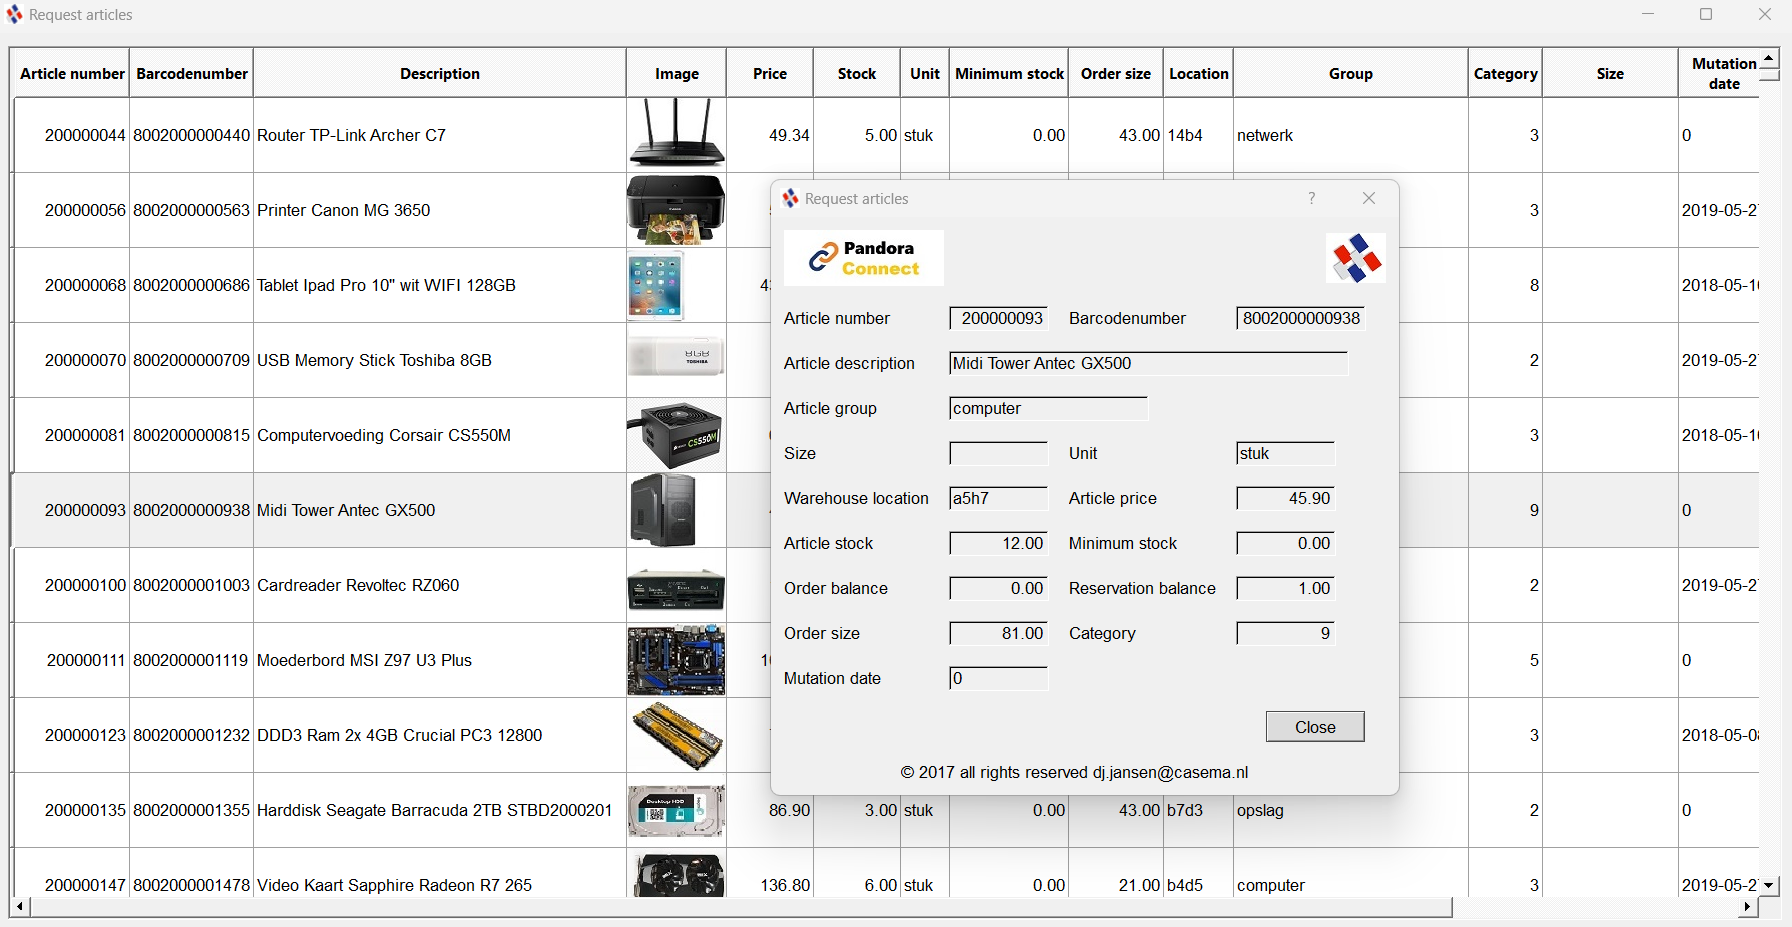 Request articles
Article number Barcodenumber Description Image Price Stock Unit Minimum stock Order size Location Group Category Size Mutation date
200000044 8002000000440 Router TP-Link Archer C7 49.34 5.00 stuk 0.00 43.00 14b4 netwerk 3 0
200000056 8002000000563 Printer Canon MG 3650 3 2019-05-2
200000068 8002000000686 Tablet Ipad Pro 10" wit WIFI 128GB 8 2018-05-1
200000070 8002000000709 USB Memory Stick Toshiba 8GB 2 2019-05-2
8GB
TOSHIBA
200000081 8002000000815 Computervoeding Corsair CS550M 3 2018-05-1
CS550M
200000093 8002000000938 Midi Tower Antec GX500 9 0
200000100 8002000001003 Cardreader Revoltec RZ060 2 2019-05-2
200000111 8002000001119 Moederbord MSI Z97 U3 Plus 5 0
200000123 8002000001232 DDD3 Ram 2x 4GB Crucial PC3 12800 3 2018-05-08
200000135 8002000001355 Harddisk Seagate Barracuda 2TB STBD2000201 86.90 3.00 stuk 0.00 43.00 b7d3 opslag 2 0
Desktop HDD
200000147 8002000001478 Video Kaart Sapphire Radeon R7 265 136.80 6.00 stuk 0.00 21.00 b4d5 computer 3 2019-05-2
Request articles ?
Pandora
Connect
Article number 200000093 Barcodenumber 8002000000938
Article description Midi Tower Antec GX500
Article group computer
Size Unit stuk
Warehouse location a5h7 Article price 45.90
Article stock 12.00 Minimum stock 0.00
Order balance 0.00 Reservation balance 1.00
Order size 81.00 Category 9
Mutation date 0
Close
© 2017 all rights reserved dj.jansen@casema.nl